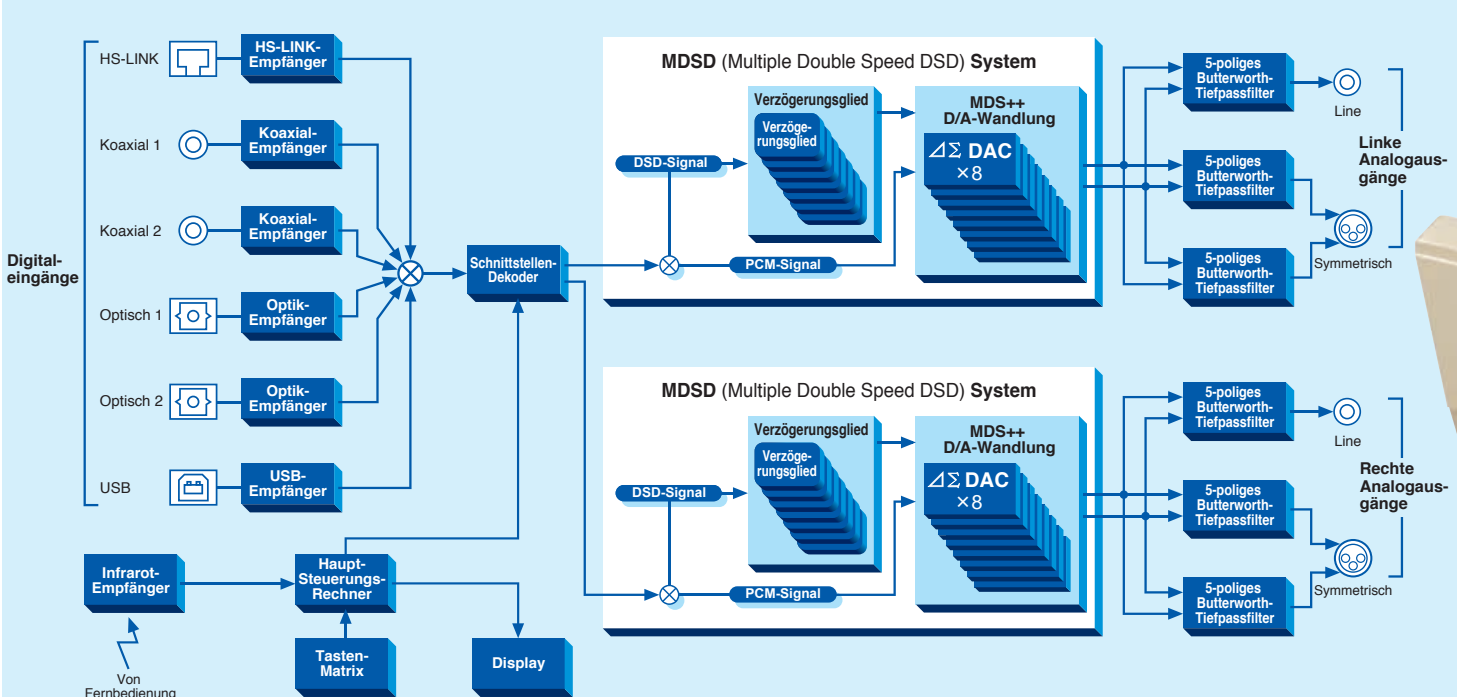 HS-LINK
HS-LINK-
Empfänger
Koaxial 1
Koaxial-
Empfänger
Koaxial 2
Koaxial-
Empfänger
Digital-
eingänge
Optisch 1
Optik-
Empfänger
Optisch 2
Optik-
Empfänger
USB
USB-
Empfänger
Schnittstellen-
Dekoder
Infrarot-
Empfänger
Von
Fernbedienung
Haupt-
Steuerungs-
Rechner
Tasten-
Matrix
Display
MDSD (Multiple Double Speed DSD) System
Verzögerungsglied
Verzöge-
rungsglied
DSD-Signal
PCM-Signal
MDS++
D/A-Wandlung
⊿Σ DAC
×8
5-poliges
Butterworth-
Tiefpassfilter
Line
5-poliges
Butterworth-
Tiefpassfilter
5-poliges
Butterworth-
Tiefpassfilter
Symmetrisch
Linke
Analogaus-
gänge
MDSD (Multiple Double Speed DSD) System
Verzögerungsglied
Verzöge-
rungsglied
DSD-Signal
PCM-Signal
MDS++
D/A-Wandlung
⊿Σ DAC
×8
5-poliges
Butterworth-
Tiefpassfilter
Line
5-poliges
Butterworth-
Tiefpassfilter
5-poliges
Butterworth-
Tiefpassfilter
Symmetrisch
Rechte
Analogaus-
gänge